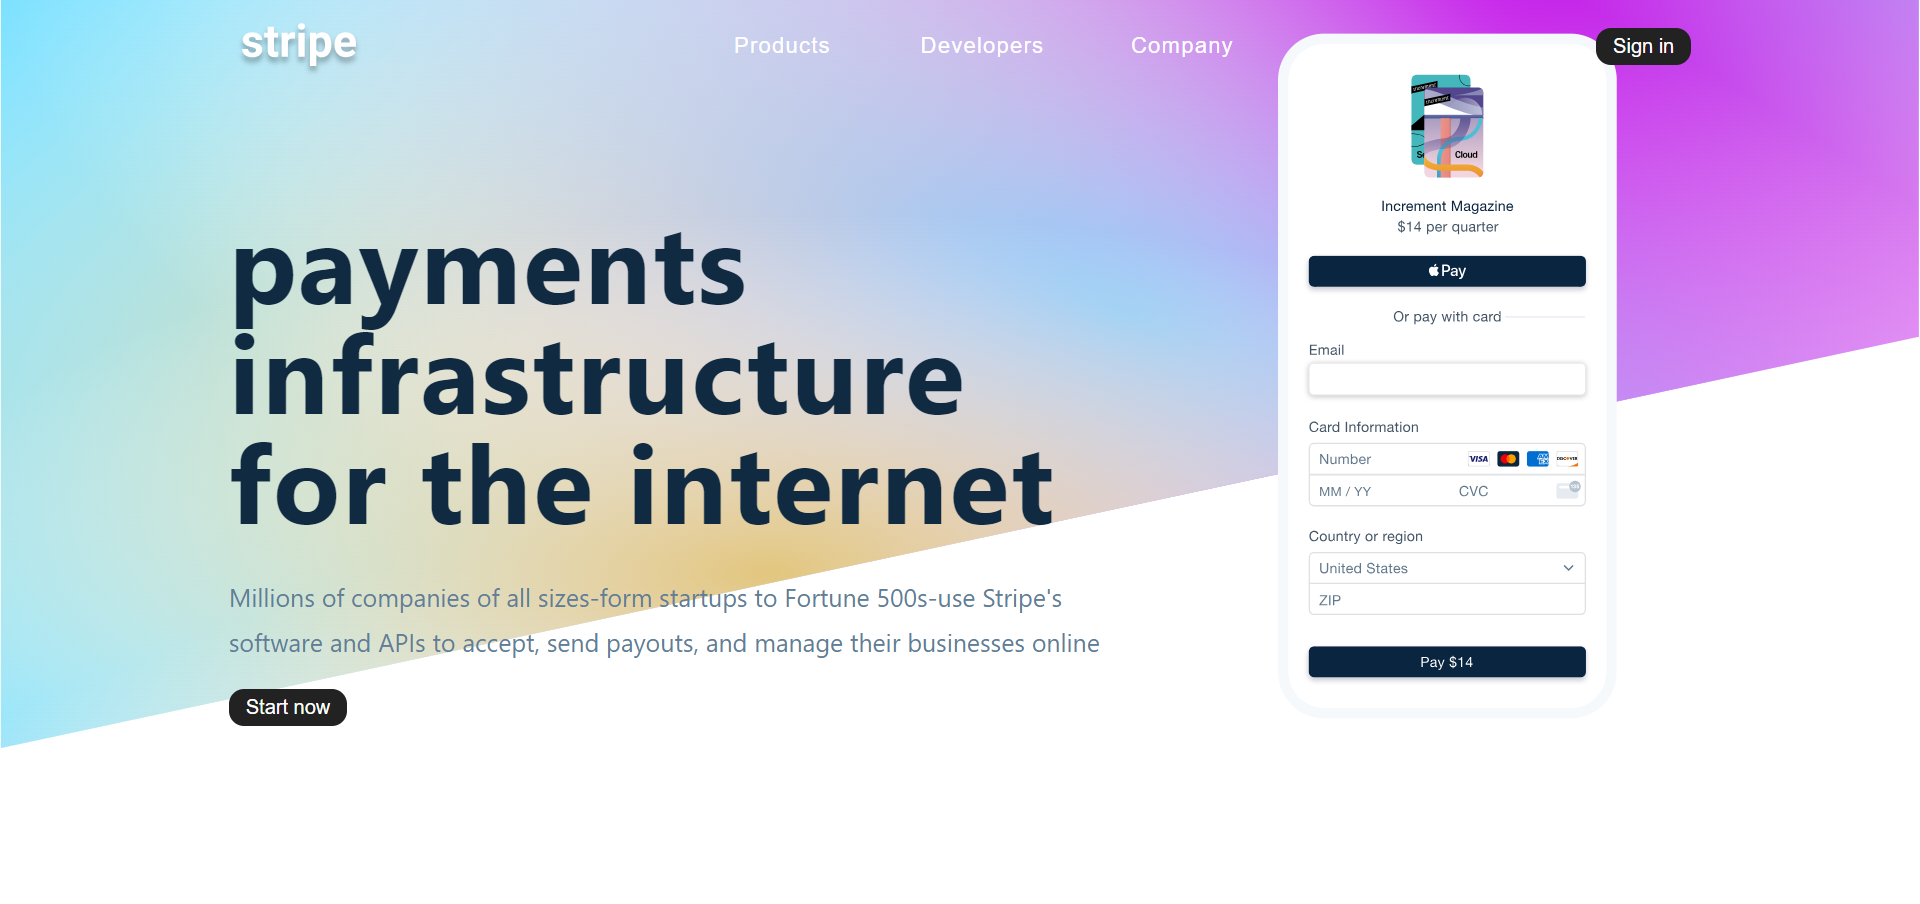 stripe
Products
Developers
Company
Sign in
payments
infrastructure
for the internet
Millions of companies of all sizes-form startups to Fortune 500s-use Stripe's
software and APIs to accept, send payouts, and manage their businesses online
Start now
Cloud
Increment Magazine
$14 per quarter
Pay
Or pay with card
Email
Card Information
Number
VISA
DISCOVER
MM / YY
CVC
Country or region
United States
ZIP
Pay $14